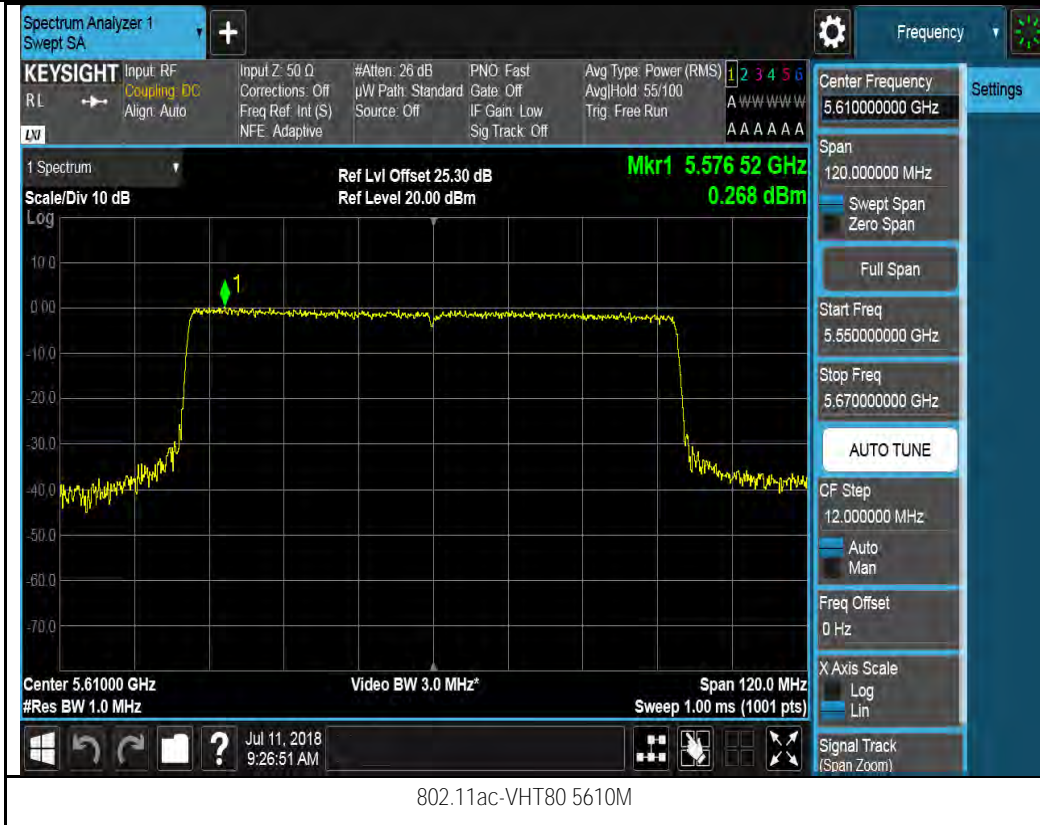 Spectrum Analyzer 1
Swept SA
+
Frequency
KEYSIGHT
RL
LXI
Input: RF
Coupling: DC
Align: Auto
Input Z: 50 Ω
Corrections: Off
Freq Ref: Int (S)
NFE: Adaptive
#Atten: 26 dB
µW Path: Standard
Source: Off
PNO: Fast
Gate: Off
IF Gain: Low
Sig Track: Off
Avg Type: Power (RMS)
Avg|Hold: 55/100
Trig: Free Run
1 2 3 4 5 6
A W W W W W
A A A A A A
1 Spectrum
Scale/Div 10 dB
Ref Lvl Offset 25.30 dB
Ref Level 20.00 dBm
Mkr1 5.576 52 GHz
0.268 dBm
Log
10.0
0.00
-10.0
-20.0
-30.0
-40.0
-50.0
-60.0
-70.0
1
Center 5.61000 GHz
#Res BW 1.0 MHz
Video BW 3.0 MHz*
Span 120.0 MHz
Sweep 1.00 ms (1001 pts)
?
Jul 11, 2018
9:26:51 AM
Center Frequency
5.610000000 GHz
Settings
Span
120.000000 MHz
Swept Span
Zero Span
Full Span
Start Freq
5.550000000 GHz
Stop Freq
5.670000000 GHz
AUTO TUNE
CF Step
12.000000 MHz
Auto
Man
Freq Offset
0 Hz
X Axis Scale
Log
Lin
Signal Track
(Span Zoom)
802.11ac-VHT80 5610M